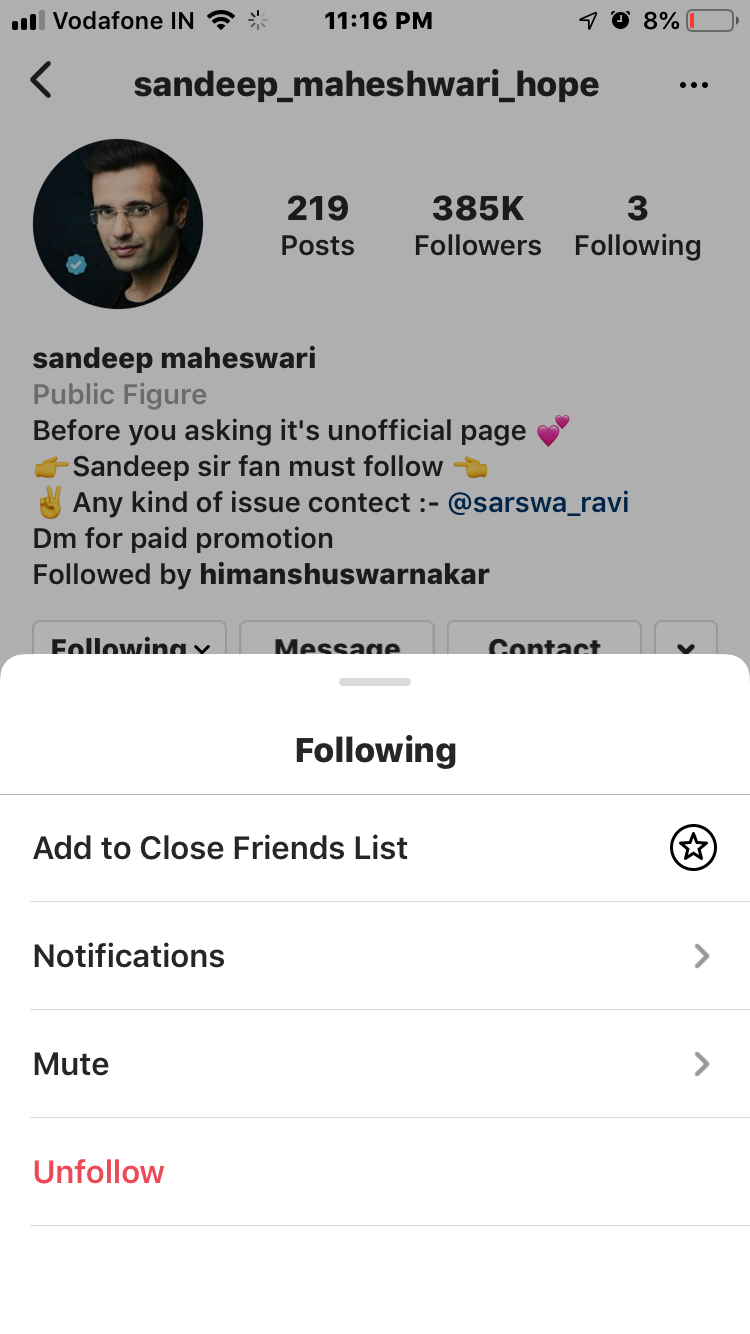 Vodafone IN 11:16 PM 8%
sandeep_maheshwari_hope
219 385K 3
Posts Followers Following
sandeep maheswari
Public Figure
Before you asking it's unofficial page 💕
👉Sandeep sir fan must follow 👈
✌️ Any kind of issue contect :- @sarswa_ravi
Dm for paid promotion
Followed by himanshuswarnakar
Following Message Contact
Following
Add to Close Friends List
Notifications
Mute
Unfollow